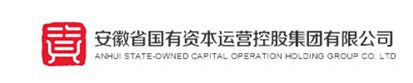 安徽省国有资本运营控股集团有限公司
ANHUI STATE-OWNED CAPITAL OPERATION HOLDING GROUP CO. LTD